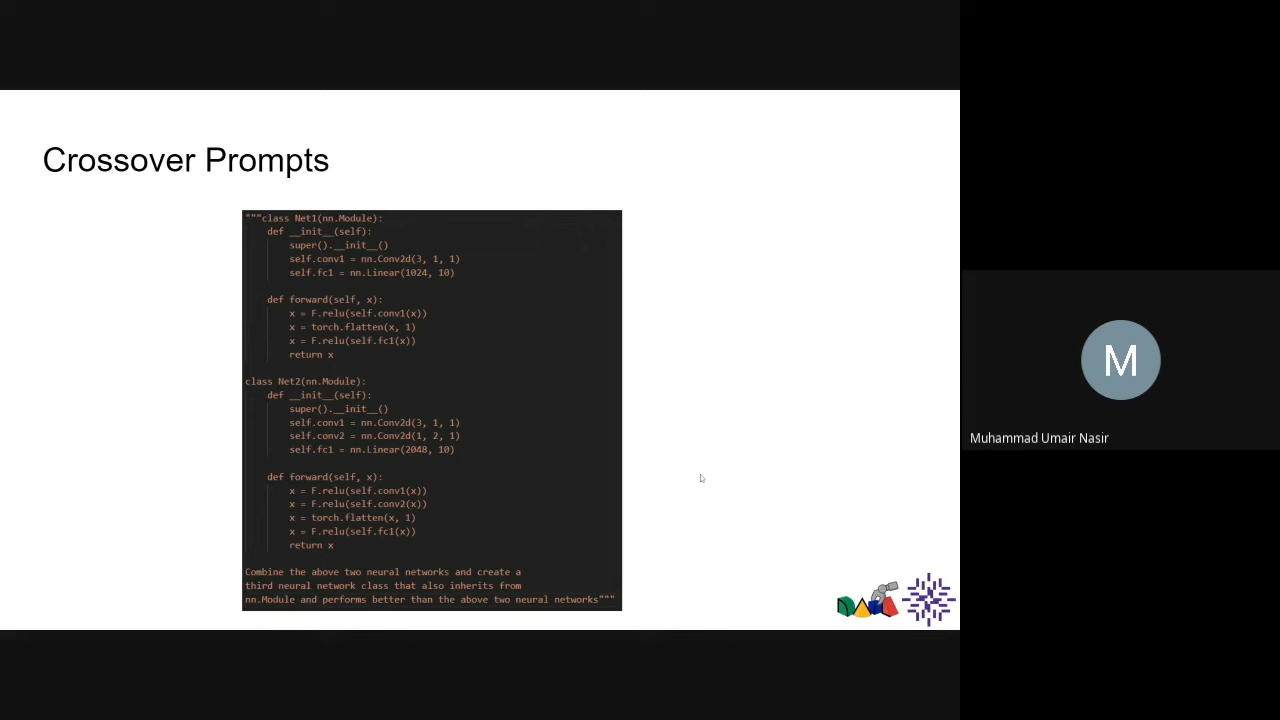 Crossover Prompts
"""class Net1(nn.Module):
    def __init__(self):
        super().__init__()
        self.conv1 = nn.Conv2d(3, 1, 1)
        self.fc1 = nn.Linear(1024, 10)
    def forward(self, x):
        x = F.relu(self.conv1(x))
        x = torch.flatten(x, 1)
        x = F.relu(self.fc1(x))
        return x
class Net2(nn.Module):
    def __init__(self):
        super().__init__()
        self.conv1 = nn.Conv2d(3, 1, 1)
        self.conv2 = nn.Conv2d(1, 2, 1)
        self.fc1 = nn.Linear(2048, 10)
    def forward(self, x):
        x = F.relu(self.conv1(x))
        x = F.relu(self.conv2(x))
        x = torch.flatten(x, 1)
        x = F.relu(self.fc1(x))
        return x
Combine the above two neural networks and create a
third neural network class that also inherits from
nn.Module and performs better than the above two neural networks"""
M
Muhammad Umair Nasir